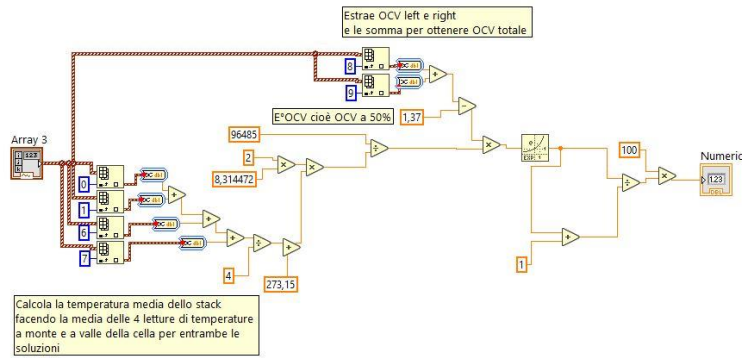 Estrae OCV left e right
e le somma per ottenere OCV totale
8
9
E°OCV cioè OCV a 50%
1,37
96485
Array 3
2
8,314472
100
Numeric
1.23
0
1
6
7
4
273,15
1
Calcola la temperatura media dello stack
facendo la media delle 4 letture di temperature
a monte e a valle della cella per entrambe le
soluzioni